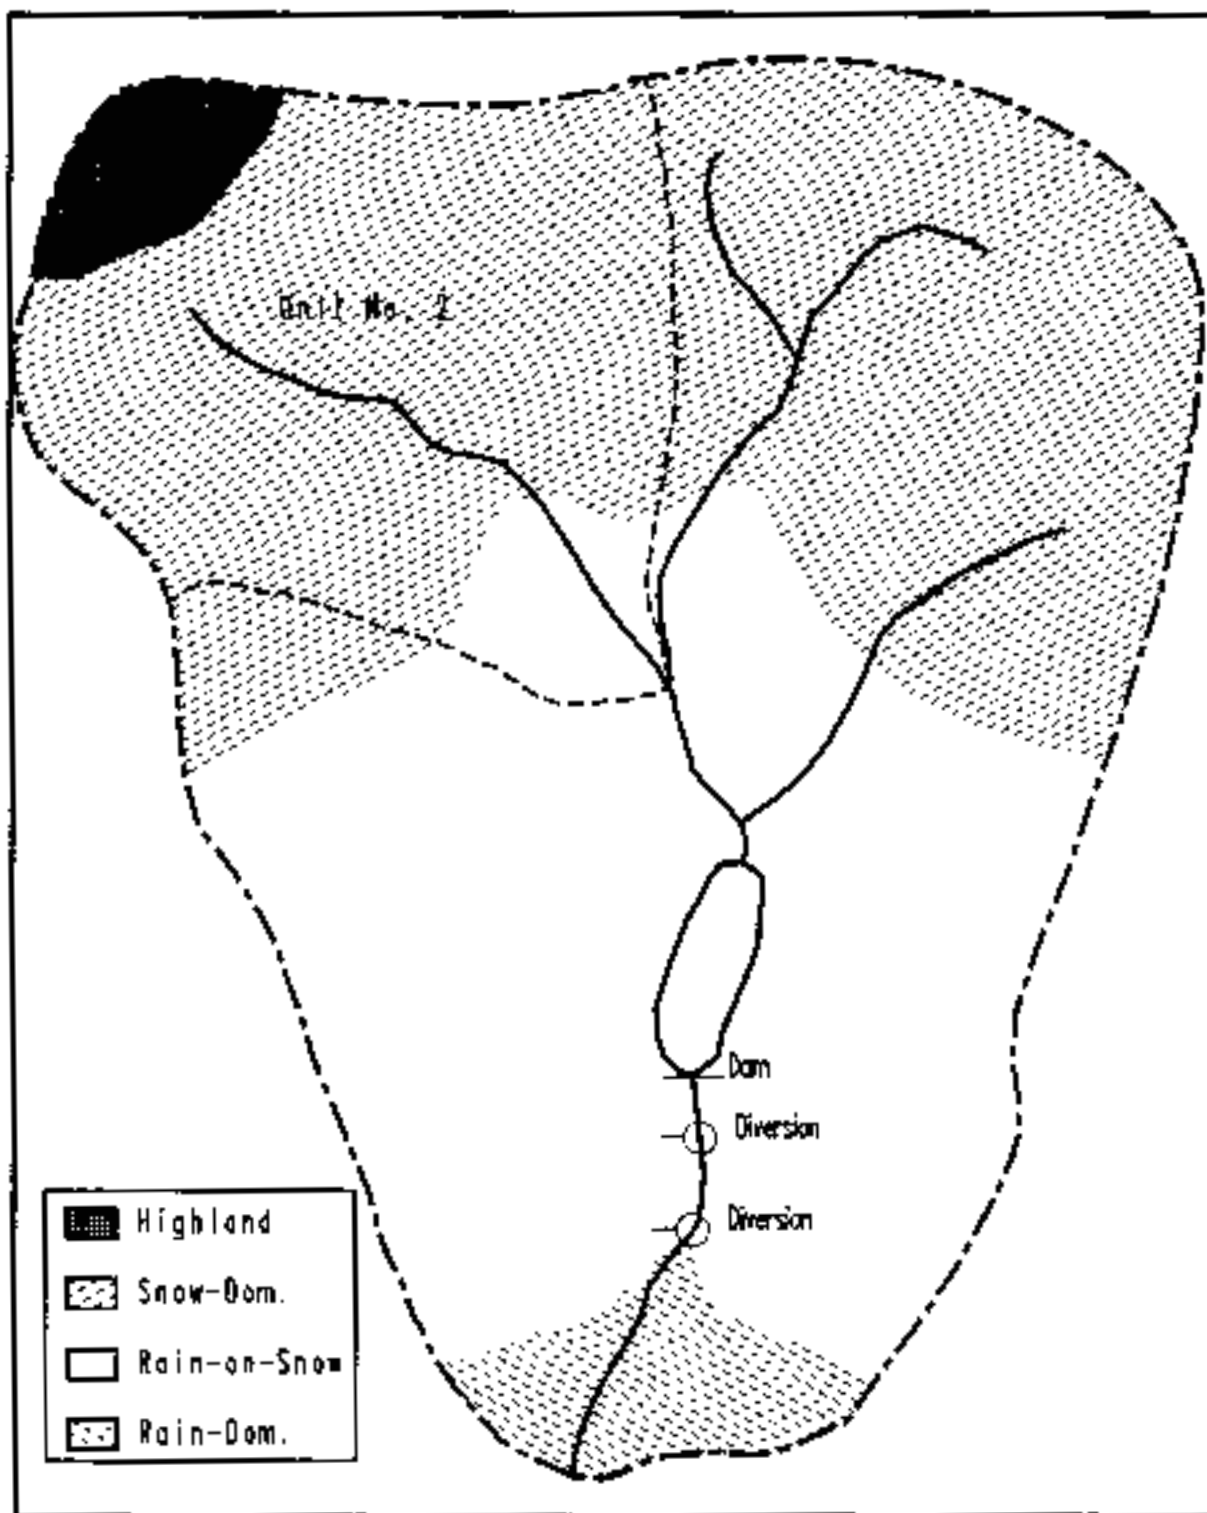 Unit No. 2
Dam
Diversion
Diversion
Highland
Snow-Dom.
Rain-on-Snow
Rain-Dom.